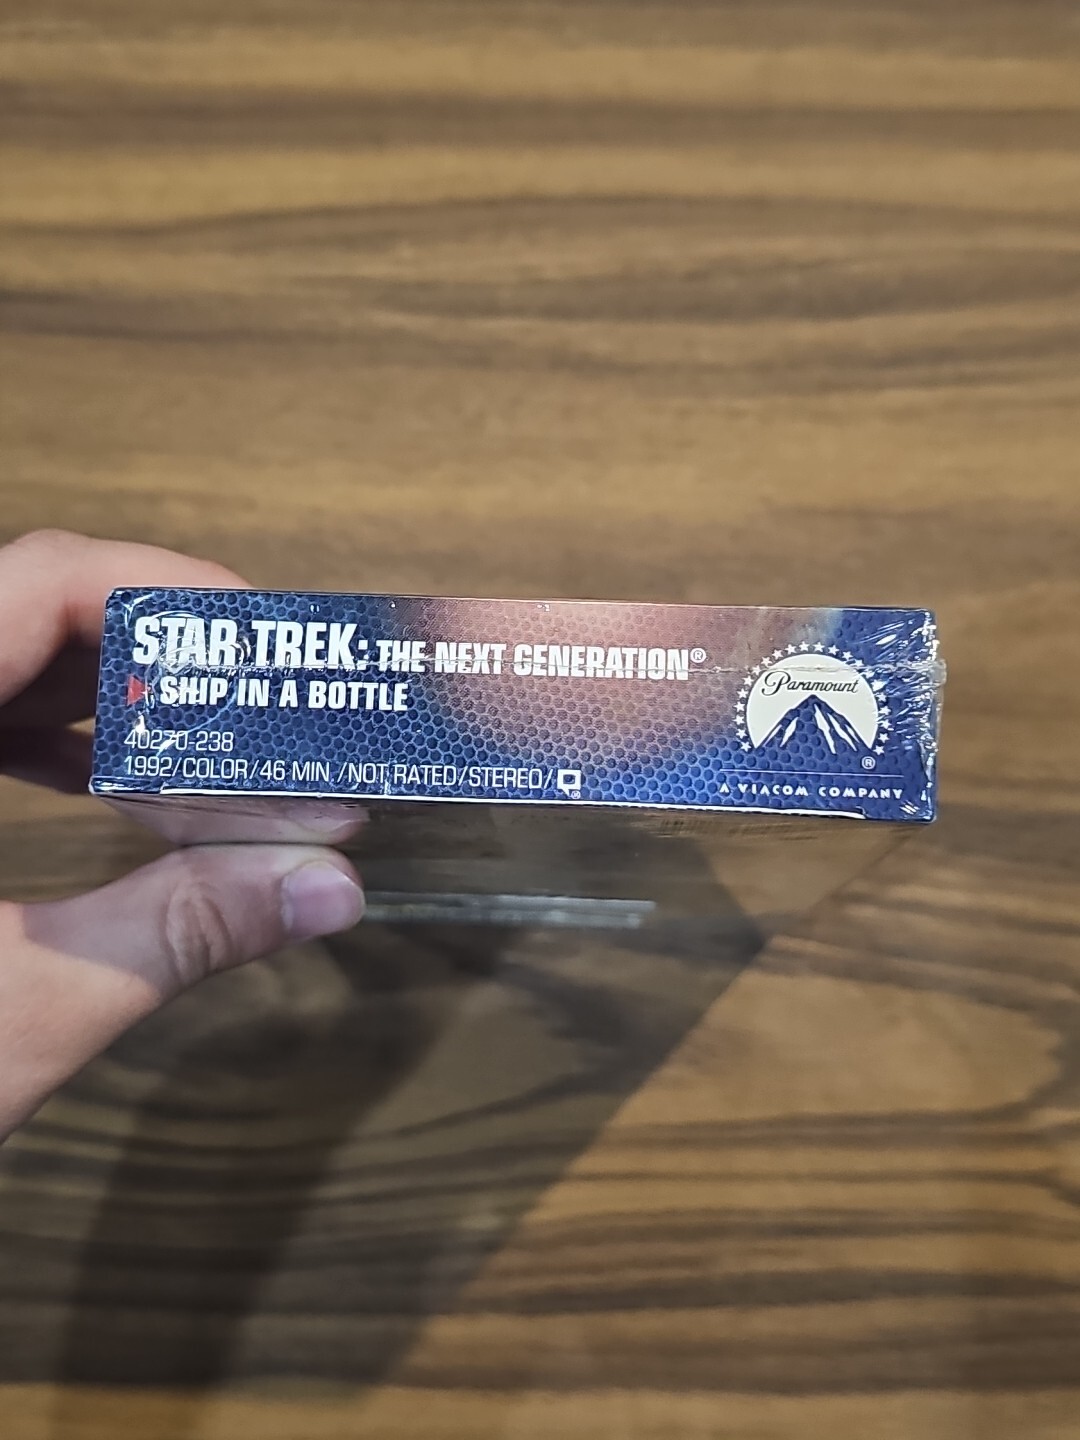 STAR TREK: THE NEXT GENERATION®
SHIP IN A BOTTLE
40270-238
1992/COLOR/46 MIN./NOT RATED/STEREO/
Paramount
®
A VIACOM COMPANY